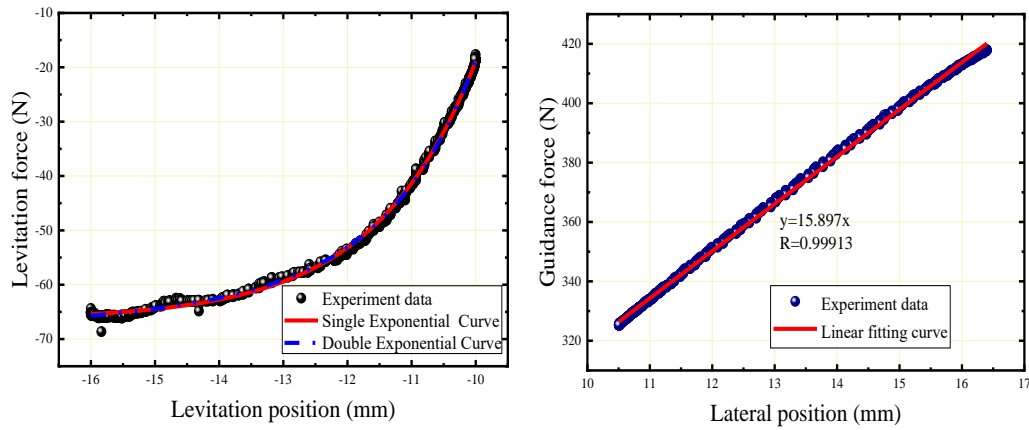 -10
-20
-30
-40
-50
-60
-70
Levitation force (N)
Experiment data
Single Exponential Curve
Double Exponential Curve
-16 -15 -14 -13 -12 -11 -10
Levitation position (mm)
420
400
380
360
340
320
Guidance force (N)
y=15.897x
R=0.99913
Experiment data
Linear fitting curve
10 11 12 13 14 15 16 17
Lateral position (mm)